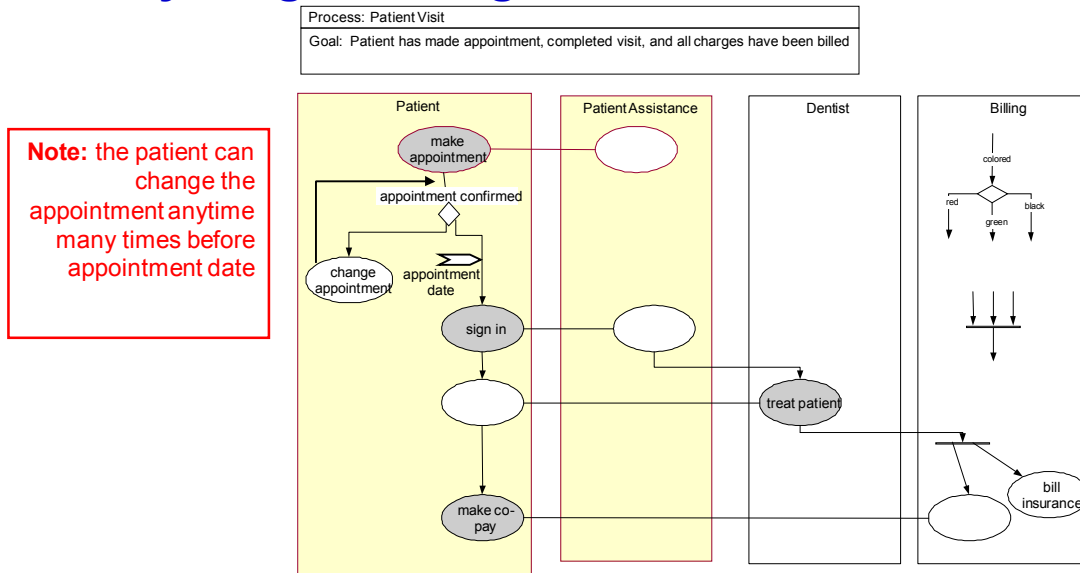 Process: Patient Visit
Goal: Patient has made appointment, completed visit, and all charges have been billed
Note: the patient can
change the
appointment anytime
many times before
appointment date
Patient
Patient Assistance
Dentist
Billing
make
appointment
appointment confirmed
change
appointment
appointment
date
sign in
treat patient
make co-
pay
bill
insurance
colored
red
green
black